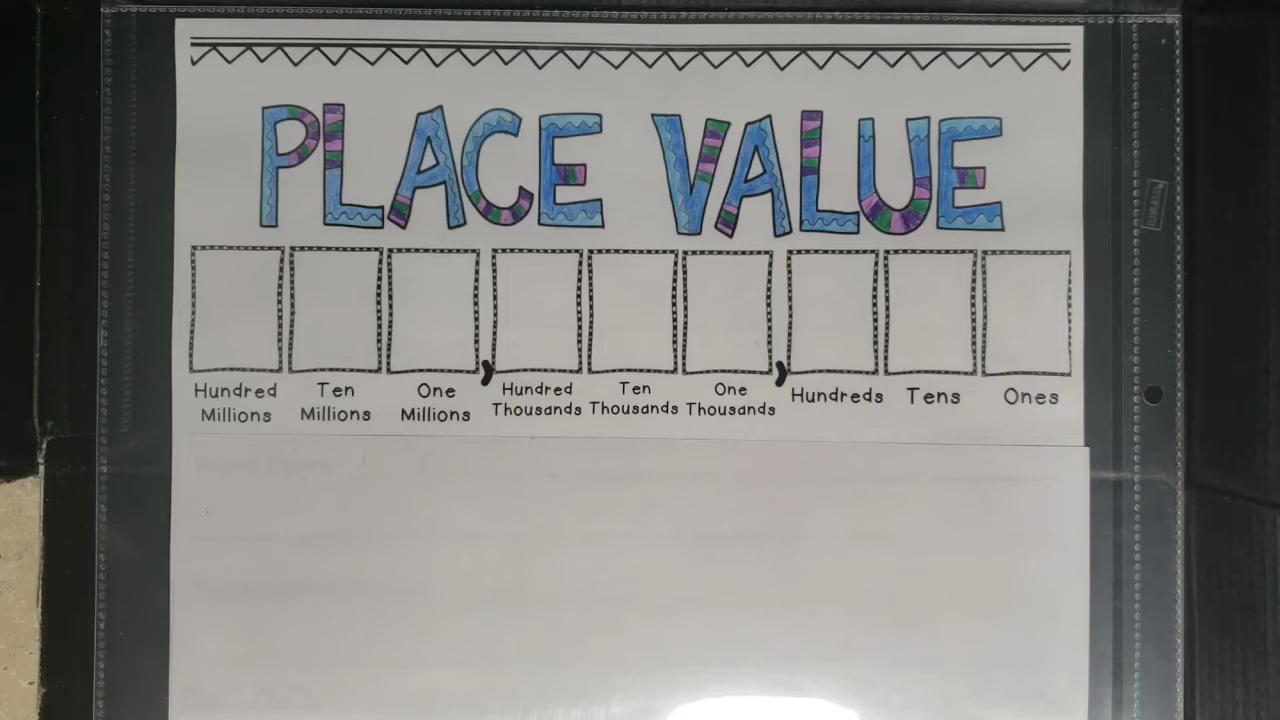 PLACE VALUE
Hundred Millions
Ten Millions
One Millions
,
Hundred Thousands
Ten Thousands
One Thousands
,
Hundreds
Tens
Ones